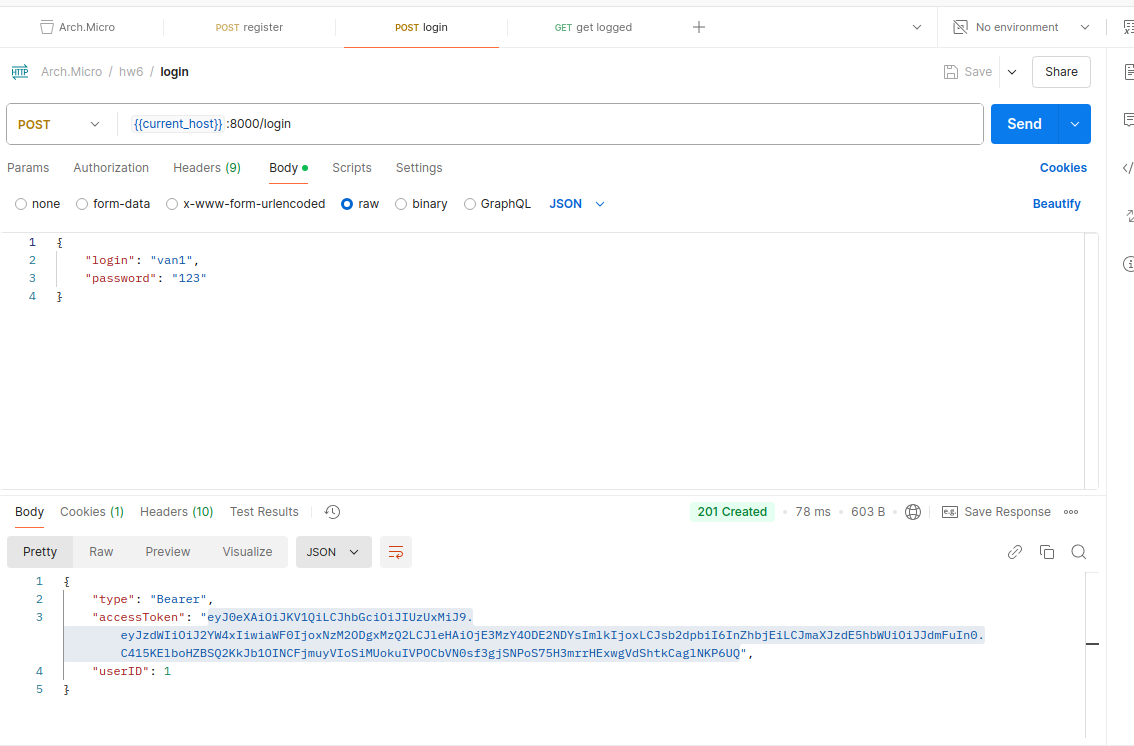 Arch.Micro
POST register
POST login
GET get logged
No environment
HTTP Arch.Micro / hw6 / login
Save
Share
POST
{{current_host}} :8000/login
Send
Params
Authorization
Headers (9)
Body
Scripts
Settings
Cookies
none
form-data
x-www-form-urlencoded
raw
binary
GraphQL
JSON
Beautify
1 {
2 "login": "van1",
3 "password": "123"
4 }
Body
Cookies (1)
Headers (10)
Test Results
201 Created
78 ms
603 B
e.g. Save Response
Pretty
Raw
Preview
Visualize
JSON
1 {
2 "type": "Bearer",
3 "accessToken": "eyJ0eXAiOiJKV1QiLCJhbGciOiJIUzUxMiJ9.
eyJzdWIiOiJ2YW4xIiwiaWF0IjoxNzM2ODgxMzQ2LCJleHAiOjE3MzY4ODE2NDYsImlkIjoxLCJsb2dpbiI6InZhbjEiLCJmaXJzdE5hbWUiOiJJdmFuIn0.
C415KElboHZBSQ2KkJb1OINCFjmuyVIoSiMUokuIVPOCbVN0sf3gjSNPoS75H3mrrHExwgVdShtkCaglNKP6UQ",
4 "userID": 1
5 }